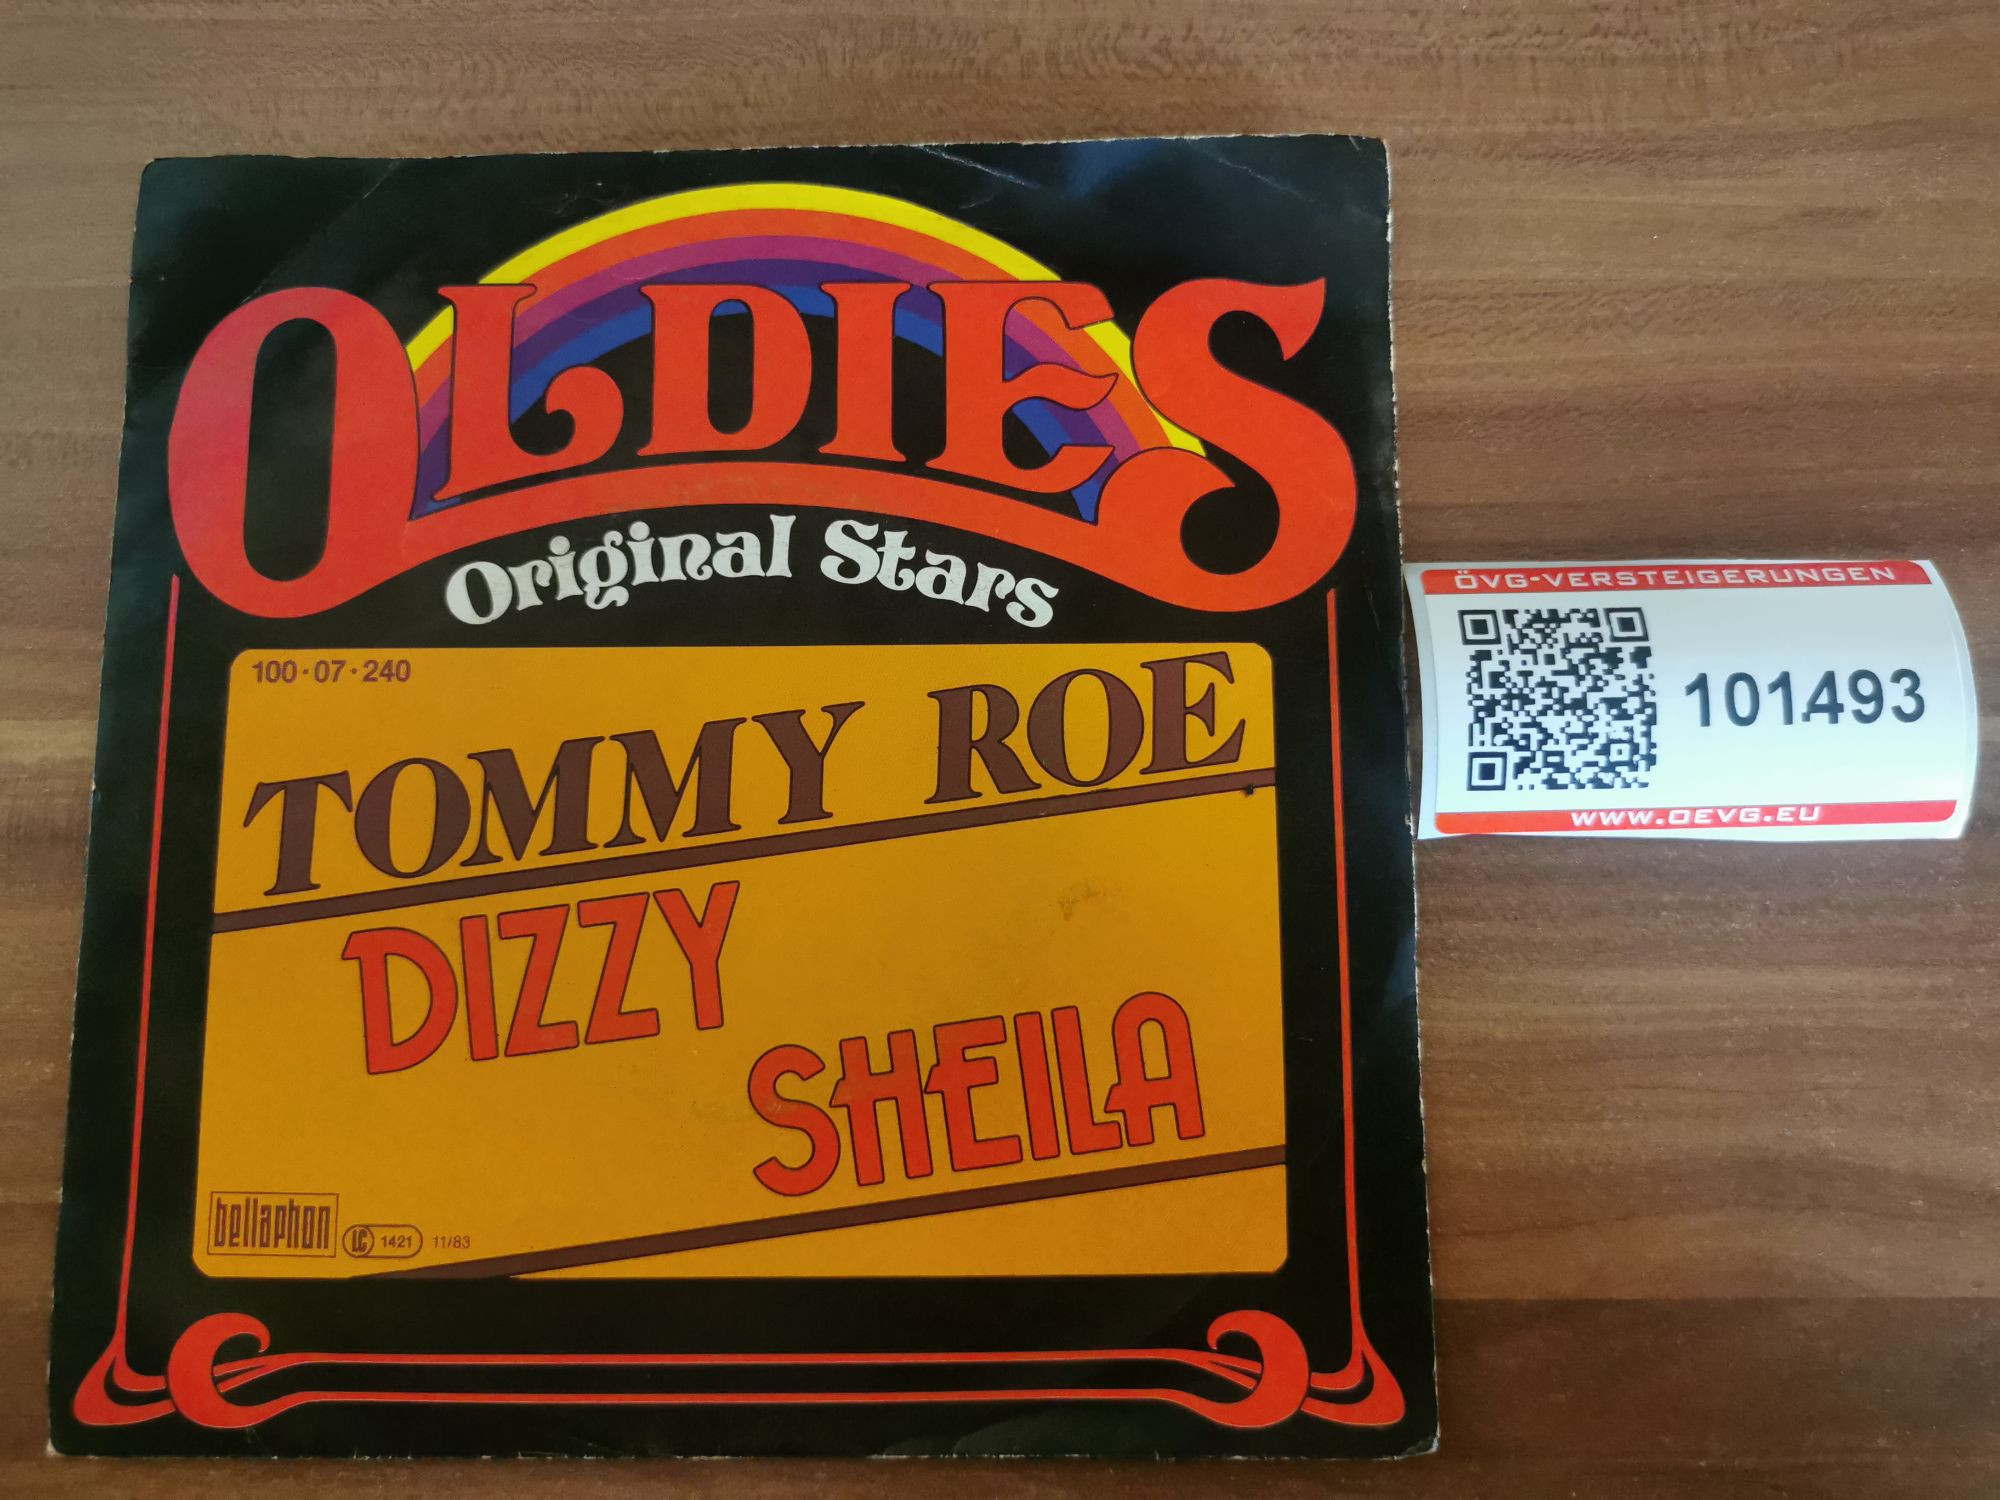 OLDIES
Original Stars
100·07·240
TOMMY ROE
DIZZY
SHEILA
bellaphon LC 1421 11/83
ÖVG-VERSTEIGERUNGEN
101493
WWW.OEVG.EU